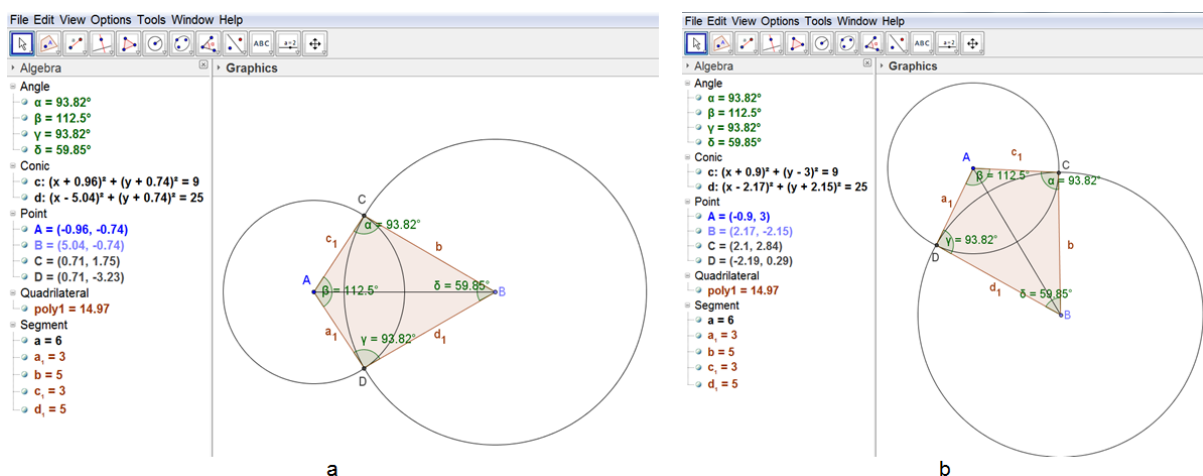 File Edit View Options Tools Window Help
ABC
a=2
Algebra
Graphics
Angle
α = 93.82°
β = 112.5°
γ = 93.82°
δ = 59.85°
Conic
c: (x + 0.96)² + (y + 0.74)² = 9
d: (x - 5.04)² + (y + 0.74)² = 25
Point
A = (-0.96, -0.74)
B = (5.04, -0.74)
C = (0.71, 1.75)
D = (0.71, -3.23)
Quadrilateral
poly1 = 14.97
Segment
a = 6
a₁ = 3
b = 5
c₁ = 3
d₁ = 5
C
α = 93.82°
c₁
b
A
β = 112.5°
δ = 59.85°
B
a₁
d₁
γ = 93.82°
D
a
File Edit View Options Tools Window Help
ABC
a=2
Algebra
Graphics
Angle
α = 93.82°
β = 112.5°
γ = 93.82°
δ = 59.85°
Conic
c: (x + 0.9)² + (y - 3)² = 9
d: (x - 2.17)² + (y + 2.15)² = 25
Point
A = (-0.9, 3)
B = (2.17, -2.15)
C = (2.1, 2.84)
D = (-2.19, 0.29)
Quadrilateral
poly1 = 14.97
Segment
a = 6
a₁ = 3
b = 5
c₁ = 3
d₁ = 5
A
c₁
C
β = 112.5°
α = 93.82°
a₁
γ = 93.82°
D
b
d₁
δ = 59.85°
B
b